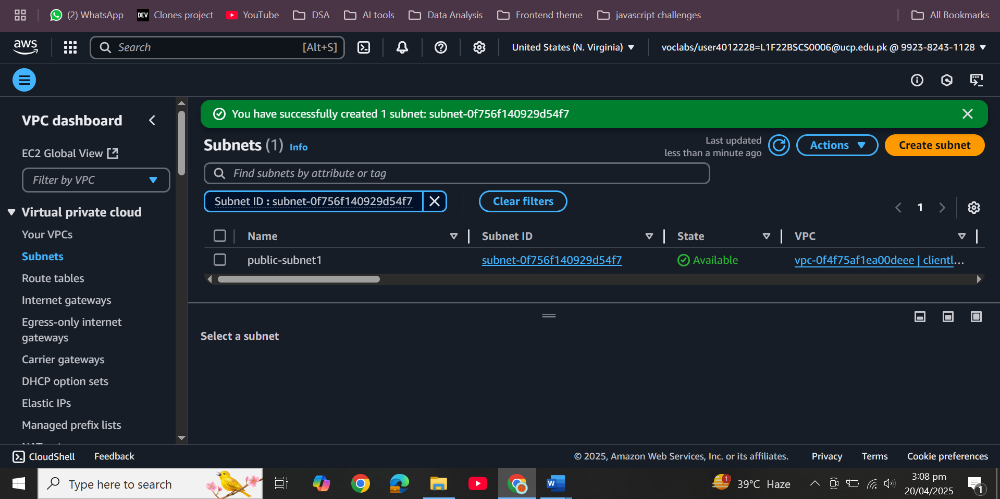 (2) WhatsApp
DEV Clones project
YouTube
DSA
AI tools
Data Analysis
Frontend theme
javascript challenges
All Bookmarks
aws
Search [Alt+S]
United States (N. Virginia)
voclabs/user4012228=L1F22BSCS0006@ucp.edu.pk @ 9923-8243-1128
VPC dashboard
EC2 Global View
Filter by VPC
Virtual private cloud
Your VPCs
Subnets
Route tables
Internet gateways
Egress-only internet
gateways
Carrier gateways
DHCP option sets
Elastic IPs
Managed prefix lists
You have successfully created 1 subnet: subnet-0f756f140929d54f7
Subnets (1) Info
Last updated
less than a minute ago
Actions
Create subnet
Find subnets by attribute or tag
Subnet ID : subnet-0f756f140929d54f7
Clear filters
1
Name Subnet ID State VPC
public-subnet1 subnet-0f756f140929d54f7 Available vpc-0f4f75af1ea00deee | clientl...
Select a subnet
CloudShell Feedback
© 2025, Amazon Web Services, Inc. or its affiliates. Privacy Terms Cookie preferences
Type here to search
W
1
39°C Haze
3:08 pm
20/04/2025
1